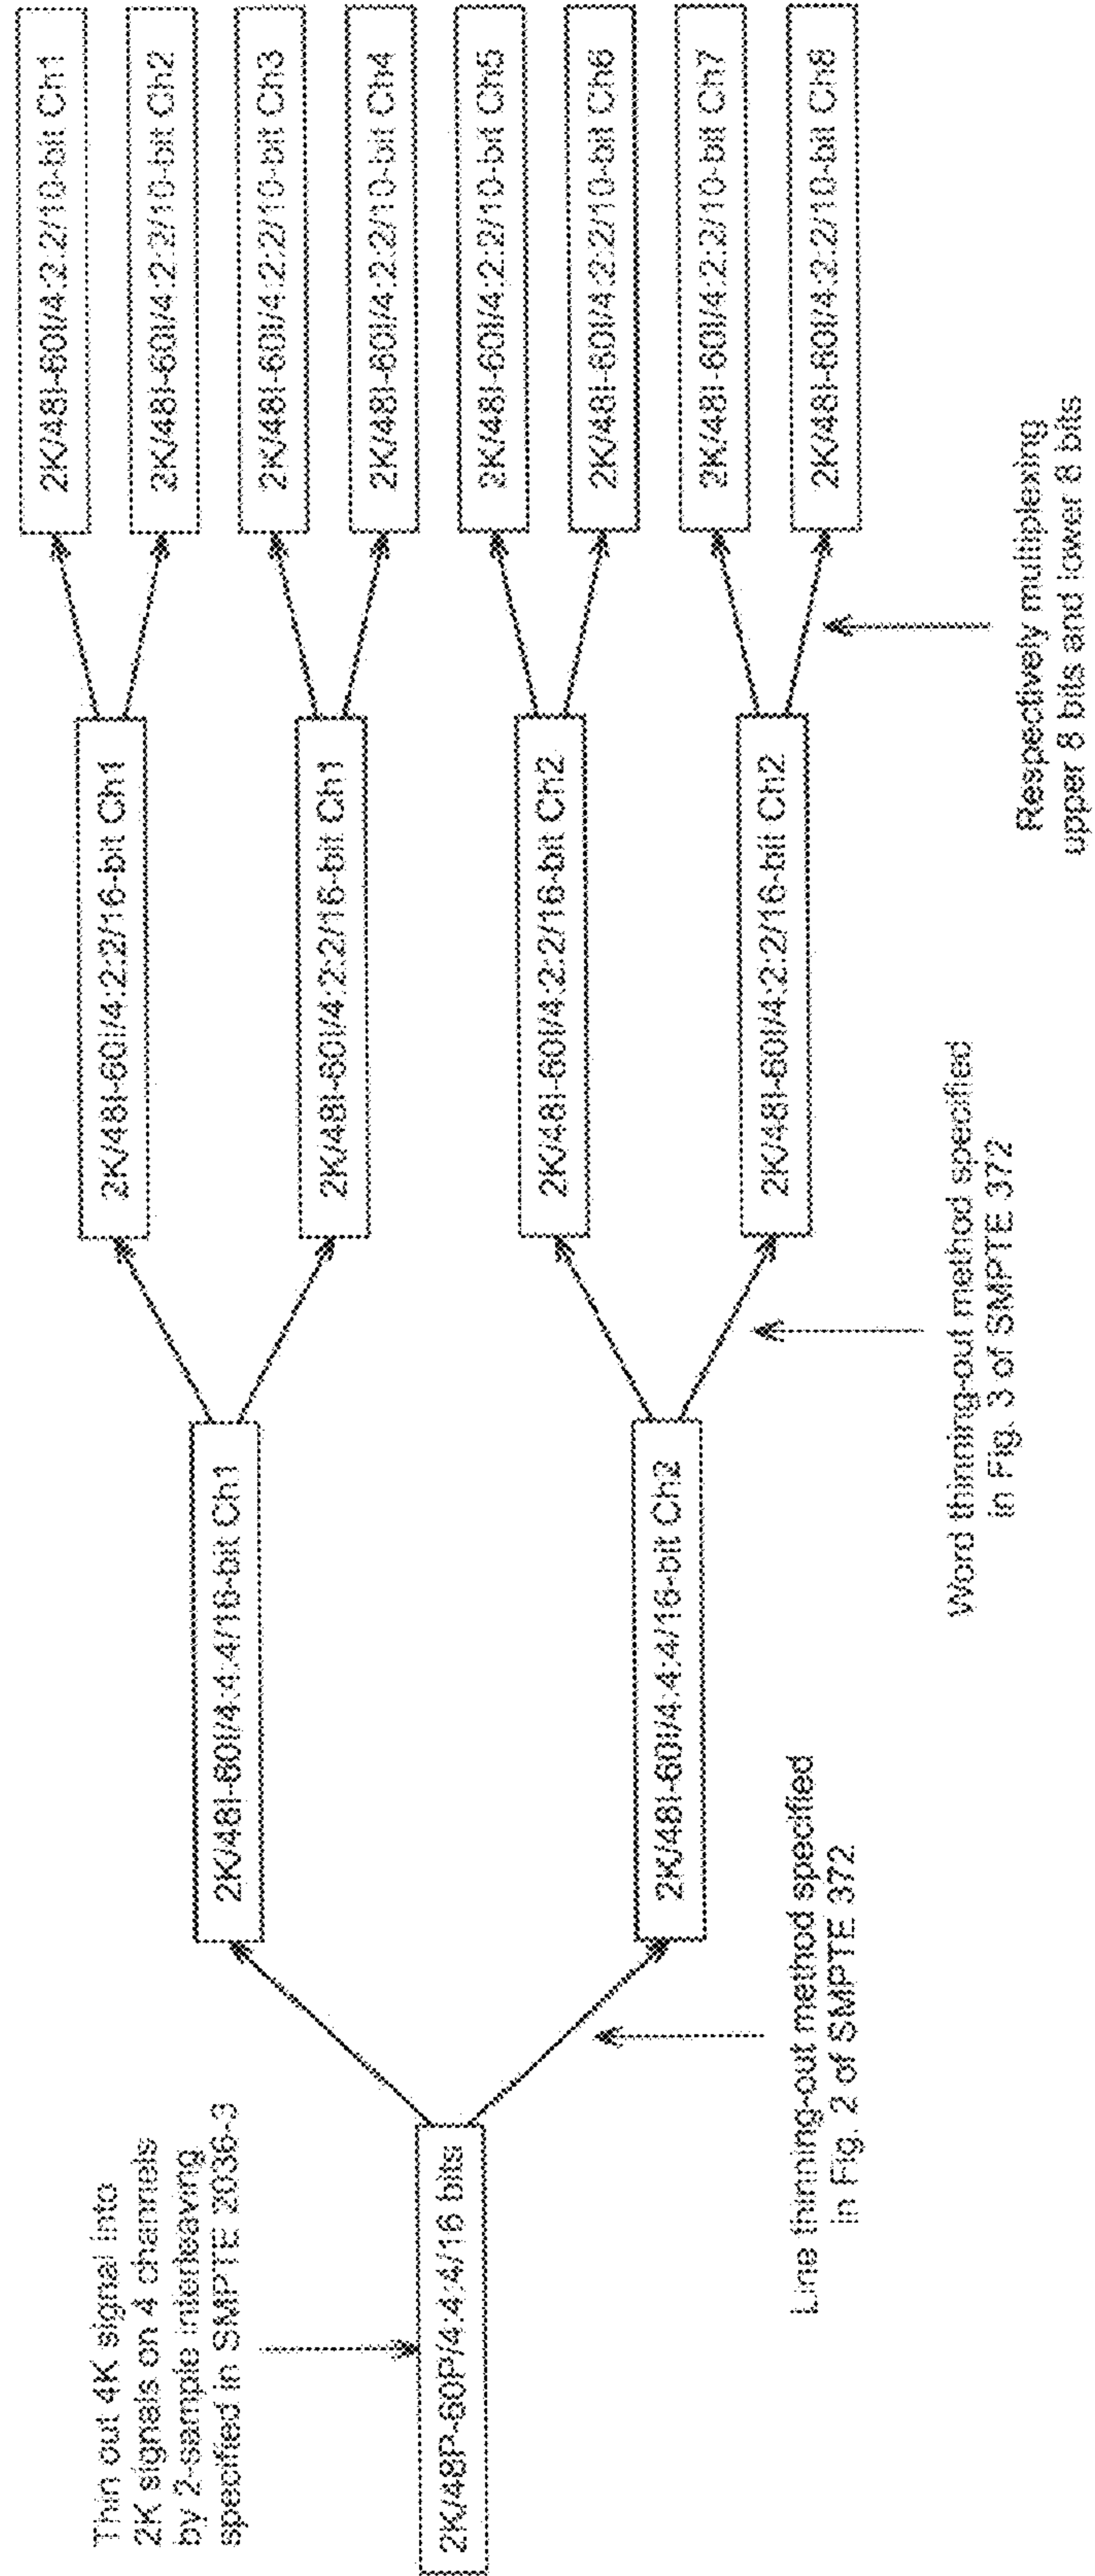 Thin out 4K signal into
2K signals on 4 channels
by 2-sample interleaving
specified in SMPTE 2036-3
2K/48P-60P/4:4:4/16 bits
Line thinning-out method specified
in Fig. 2 of SMPTE 372
2K/48I-60I/4:4:4/16-bit Ch1
2K/48I-60I/4:4:4/16-bit Ch2
Word thinning-out method specified
in Fig. 3 of SMPTE 372
2K/48I-60I/4:2:2/16-bit Ch1
2K/48I-60I/4:2:2/16-bit Ch1
2K/48I-60I/4:2:2/16-bit Ch2
2K/48I-60I/4:2:2/16-bit Ch2
Respectively multiplexing
upper 8 bits and lower 8 bits
2K/48I-60I/4:2:2/10-bit Ch1
2K/48I-60I/4:2:2/10-bit Ch2
2K/48I-60I/4:2:2/10-bit Ch3
2K/48I-60I/4:2:2/10-bit Ch4
2K/48I-60I/4:2:2/10-bit Ch5
2K/48I-60I/4:2:2/10-bit Ch6
2K/48I-60I/4:2:2/10-bit Ch7
2K/48I-60I/4:2:2/10-bit Ch8